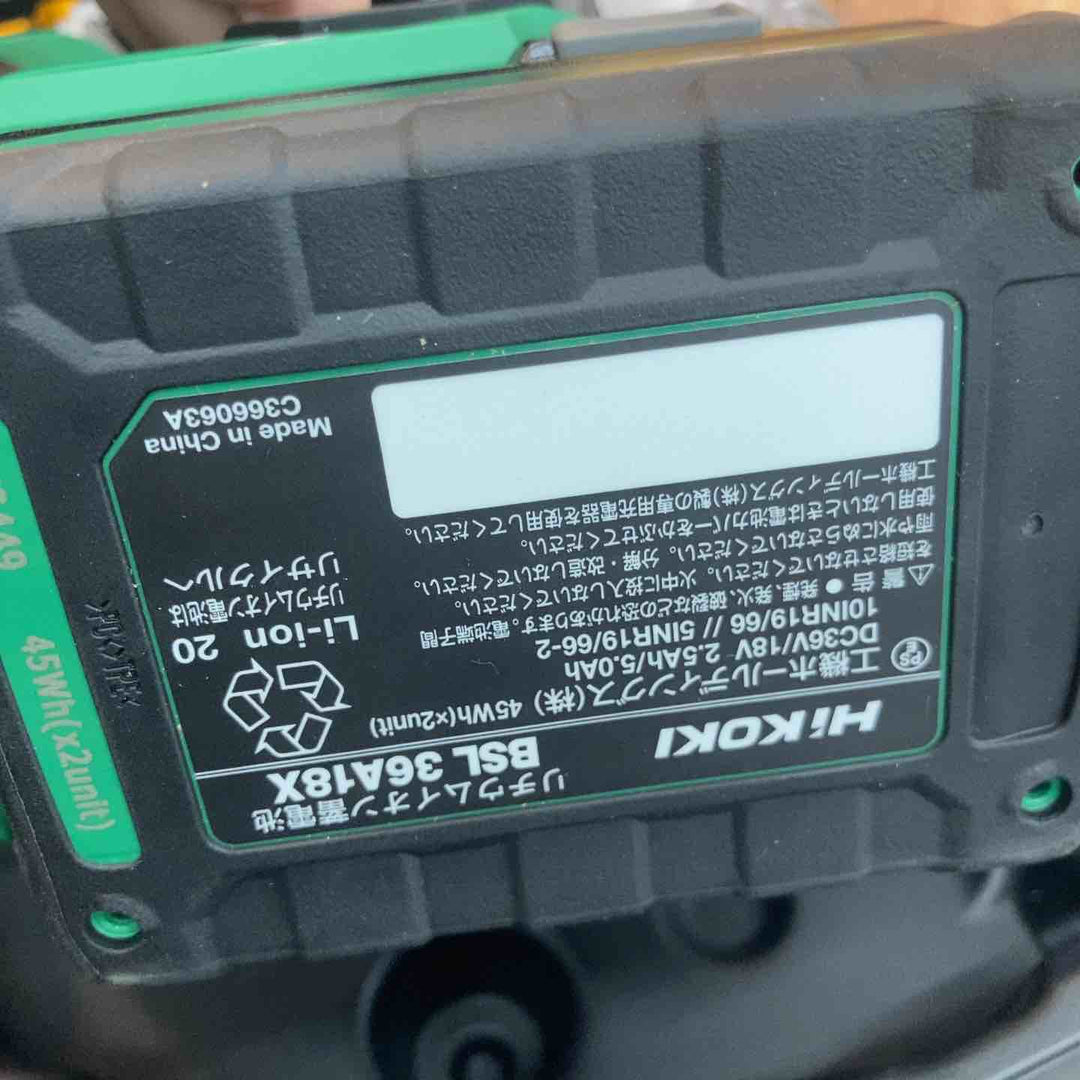 リチウムイオン蓄電池
HiKOKI BSL 36A18X
工機ホールディングス(株) 45Wh(×2unit)
DC36V/18V 2.5Ah/5.0Ah
10INR19/66 // 5INR19/66-2
⚠警告 ● 発煙、発火、破裂などの恐れがあります。電池端子間
を短絡させないでください。火中に投入しないでください。
雨や水にぬらさないでください。分解・改造しないでください。
使用しないときは電池カバーをかぶせてください。
工機ホールディングス(株)製の専用充電器を使用してください。
PS
E
Li-ion 20
リチウムイオン電池は
リサイクルへ
Made in China
C366063A
45Wh(x2unit)